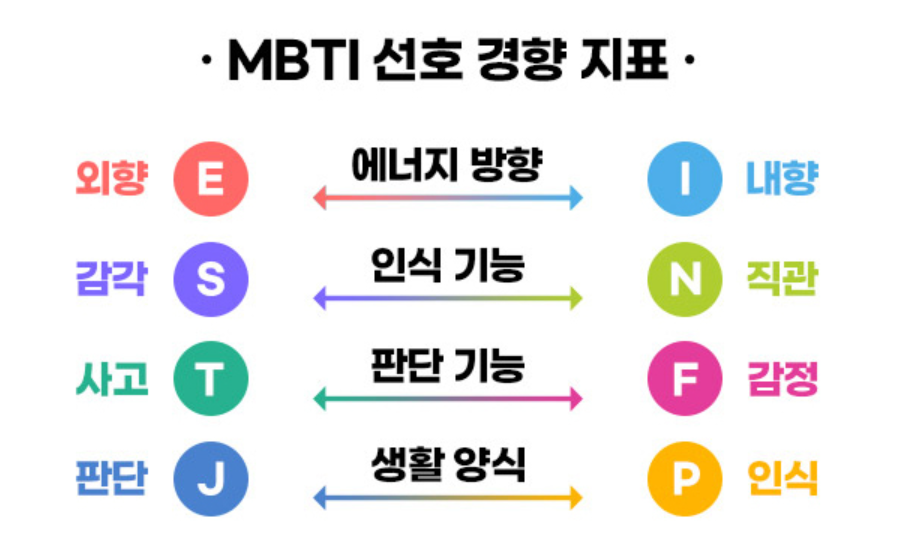 · MBTI 선호 경향 지표 ·
외향 E 에너지 방향 I 내향
감각 S 인식 기능 N 직관
사고 T 판단 기능 F 감정
판단 J 생활 양식 P 인식